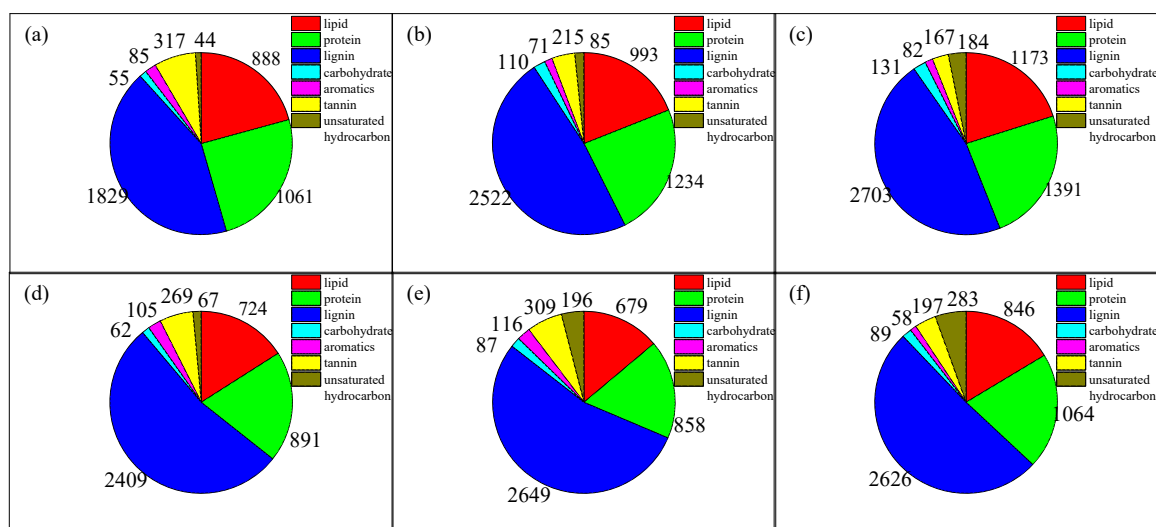 (a)
85
317
44
888
55
1829
1061
lipid
protein
lignin
carbohydrate
aromatics
tannin
unsaturated
hydrocarbon
(b)
110
71
215
85
993
2522
1234
lipid
protein
lignin
carbohydrate
aromatics
tannin
unsaturated
hydrocarbon
(c)
131
82
167
184
1173
2703
1391
lipid
protein
lignin
carbohydrate
aromatics
tannin
unsaturated
hydrocarbon
(d)
62
105
269
67
724
2409
891
lipid
protein
lignin
carbohydrate
aromatics
tannin
unsaturated
hydrocarbon
(e)
87
116
309
196
679
2649
858
lipid
protein
lignin
carbohydrate
aromatics
tannin
unsaturated
hydrocarbon
(f)
89
58
197
283
846
2626
1064
lipid
protein
lignin
carbohydrate
aromatics
tannin
unsaturated
hydrocarbon